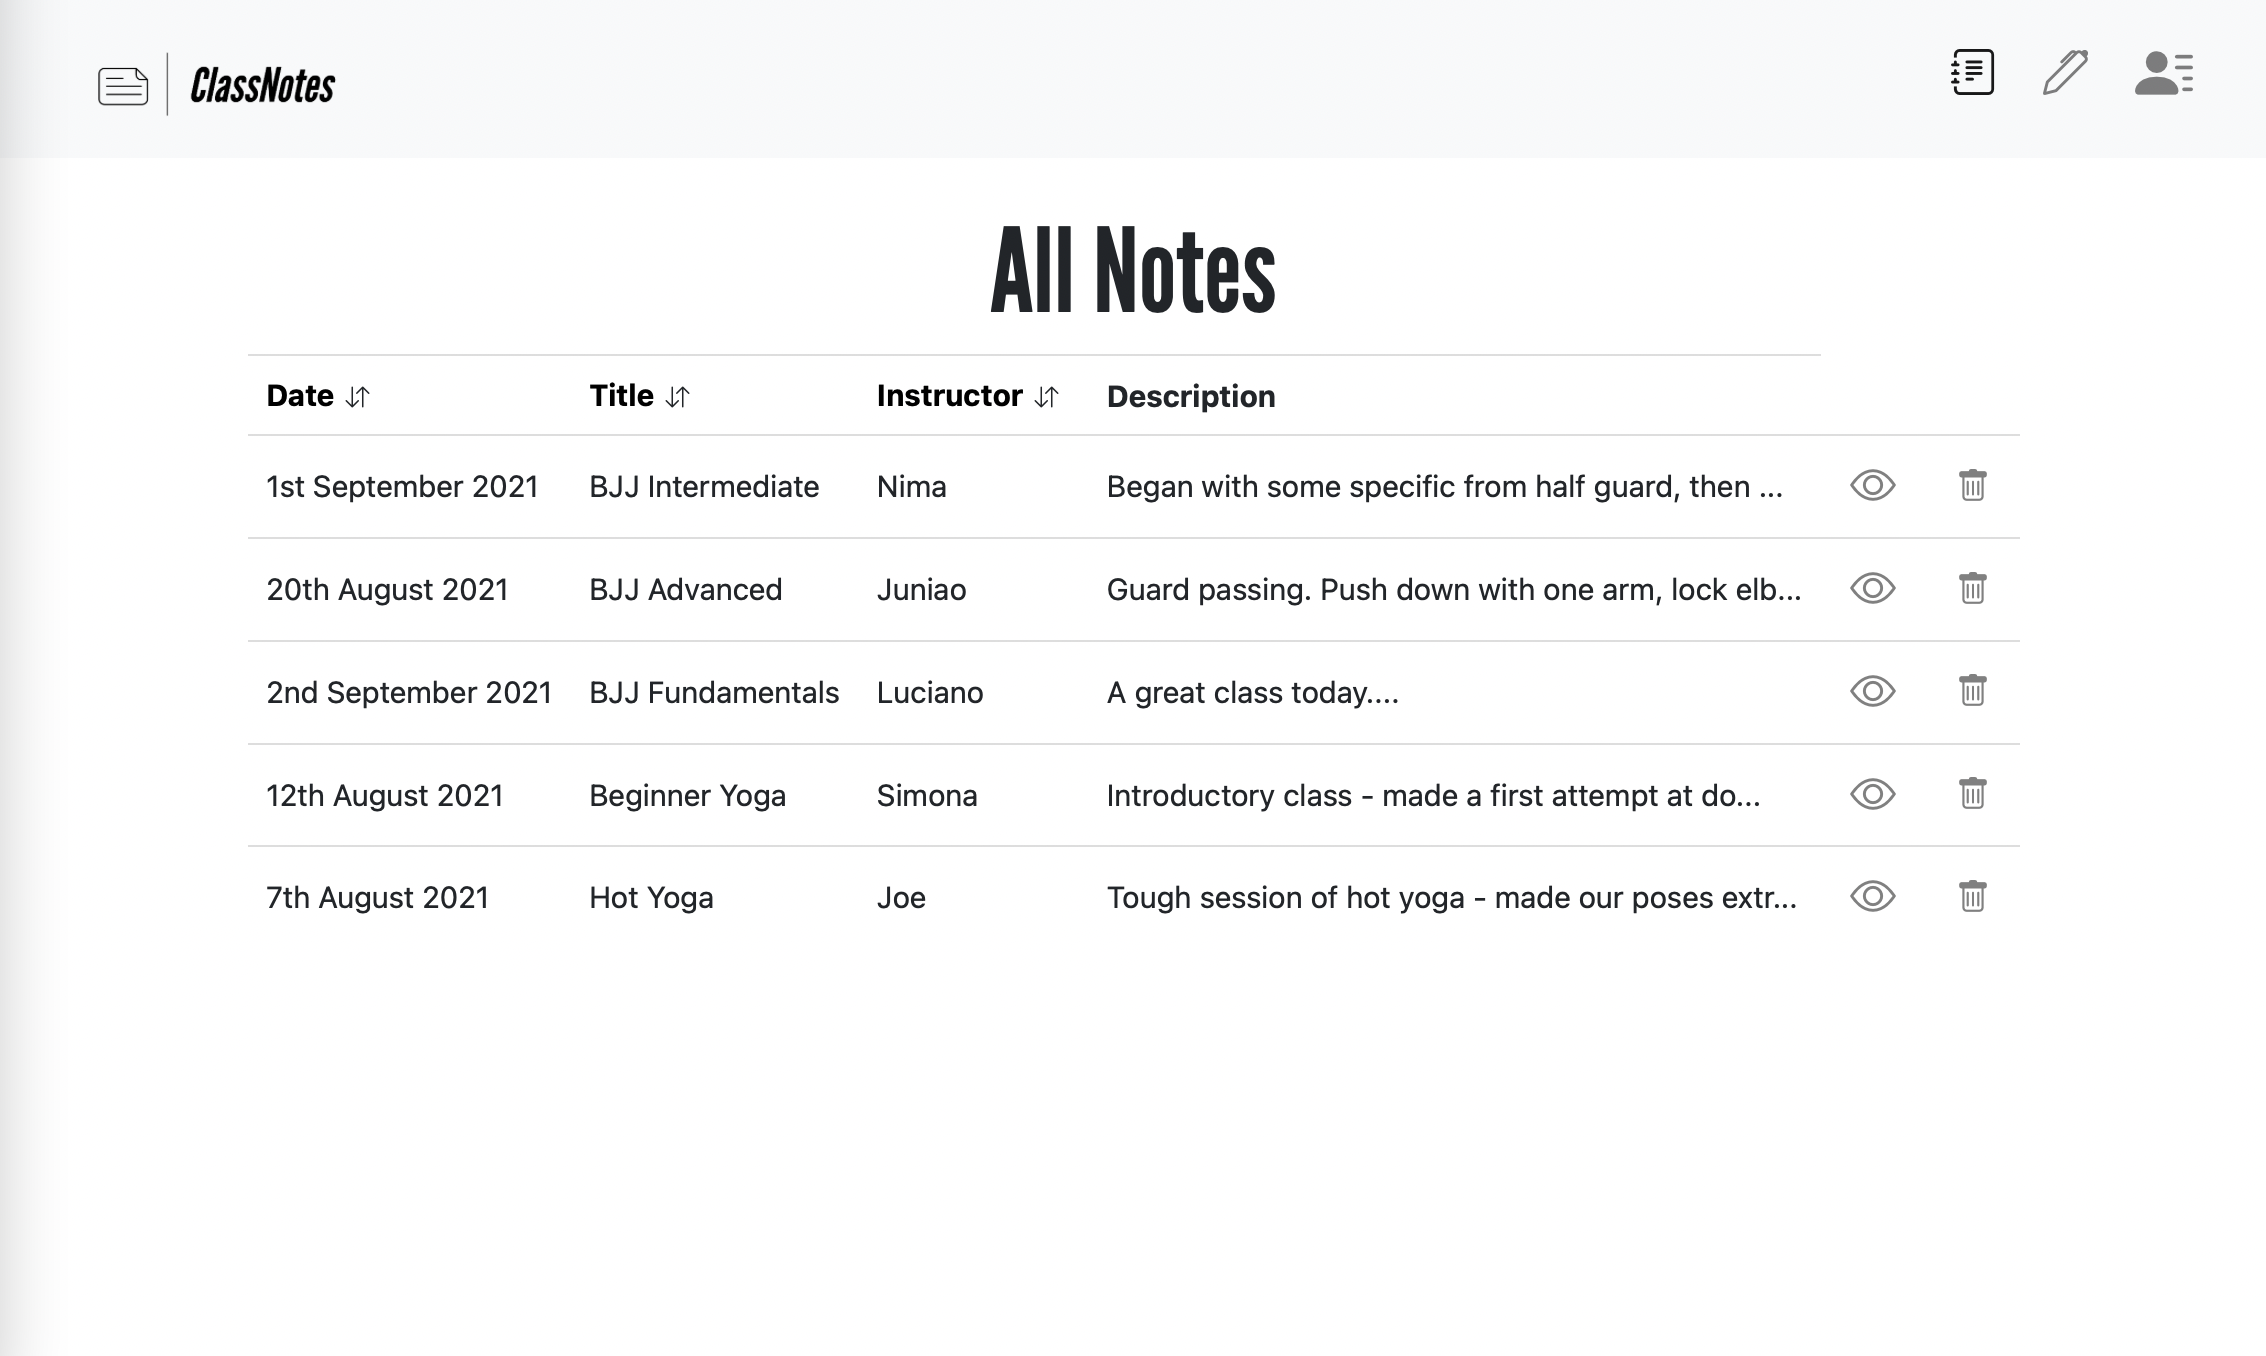 ClassNotes
All Notes
Date Title Instructor Description
1st September 2021 BJJ Intermediate Nima Began with some specific from half guard, then ...
20th August 2021 BJJ Advanced Juniao Guard passing. Push down with one arm, lock elb...
2nd September 2021 BJJ Fundamentals Luciano A great class today....
12th August 2021 Beginner Yoga Simona Introductory class - made a first attempt at do...
7th August 2021 Hot Yoga Joe Tough session of hot yoga - made our poses extr...